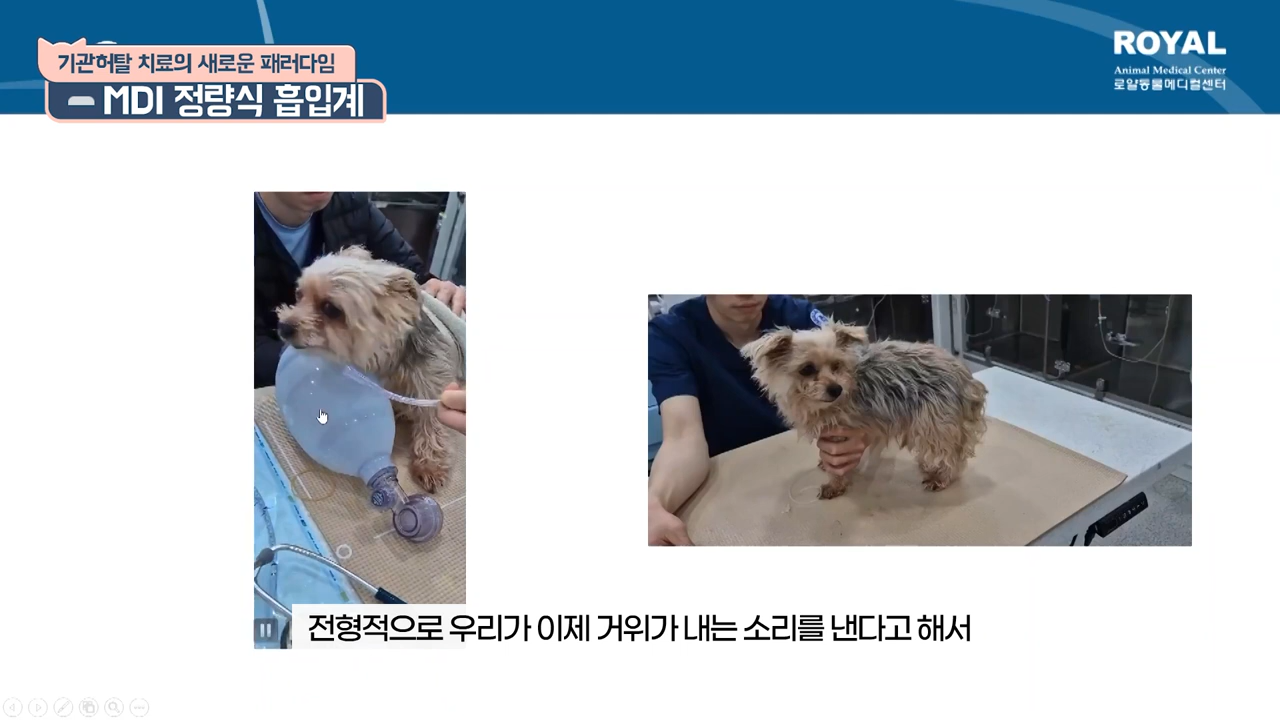 기관허탈 치료의 새로운 패러다임
MDI 정량식 흡입계
ROYAL
Animal Medical Center
로얄동물메디컬센터
전형적으로 우리가 이제 거위가 내는 소리를 낸다고 해서